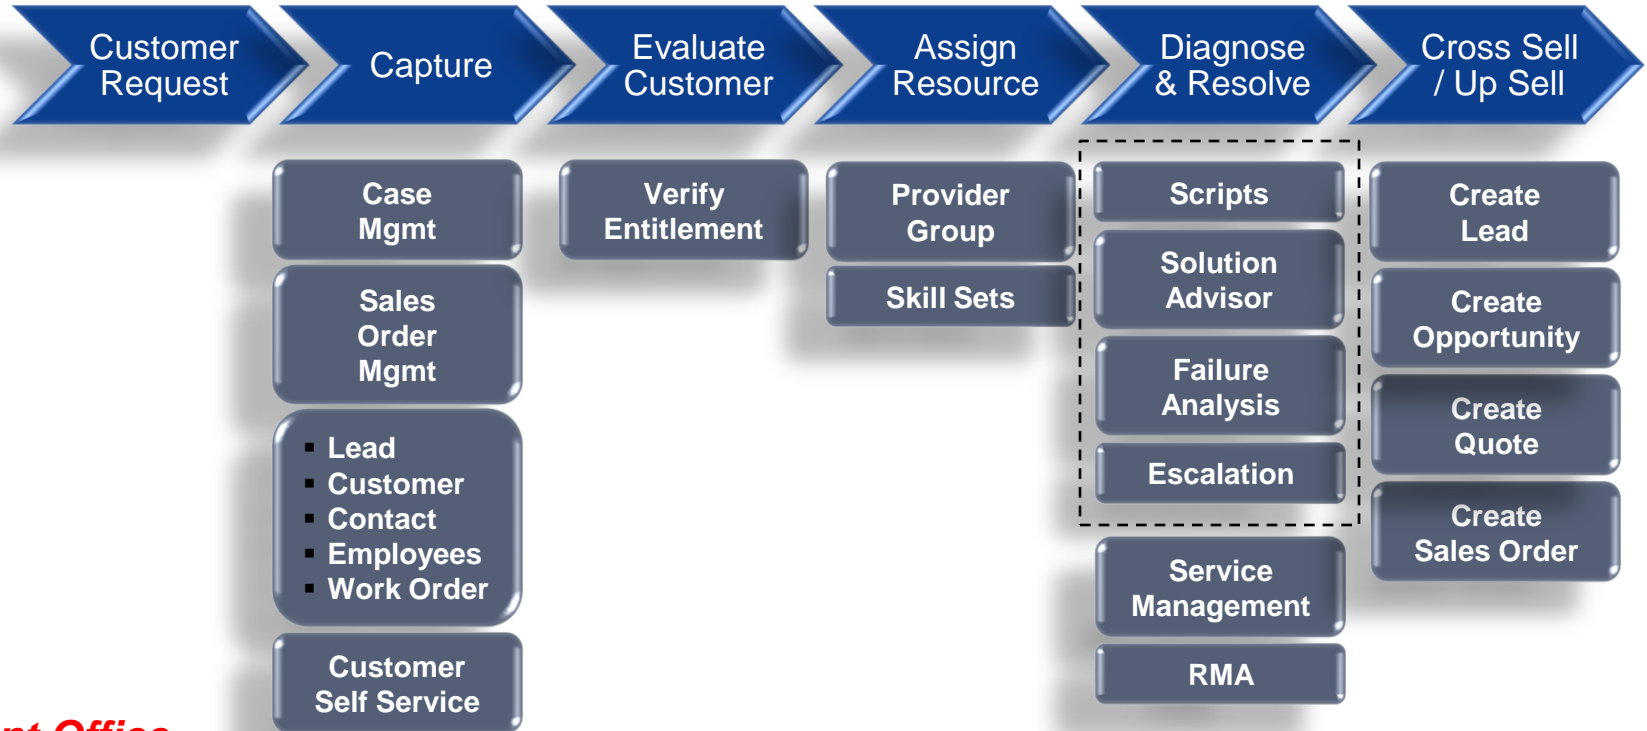 Customer
Request
Capture
Evaluate
Customer
Assign
Resource
Diagnose
& Resolve
Cross Sell
/ Up Sell
Case
Mgmt
Sales
Order
Mgmt
▪ Lead
▪ Customer
▪ Contact
▪ Employees
▪ Work Order
Customer
Self Service
Verify
Entitlement
Provider
Group
Skill Sets
Scripts
Solution
Advisor
Failure
Analysis
Escalation
Service
Management
RMA
Create
Lead
Create
Opportunity
Create
Quote
Create
Sales Order
Office